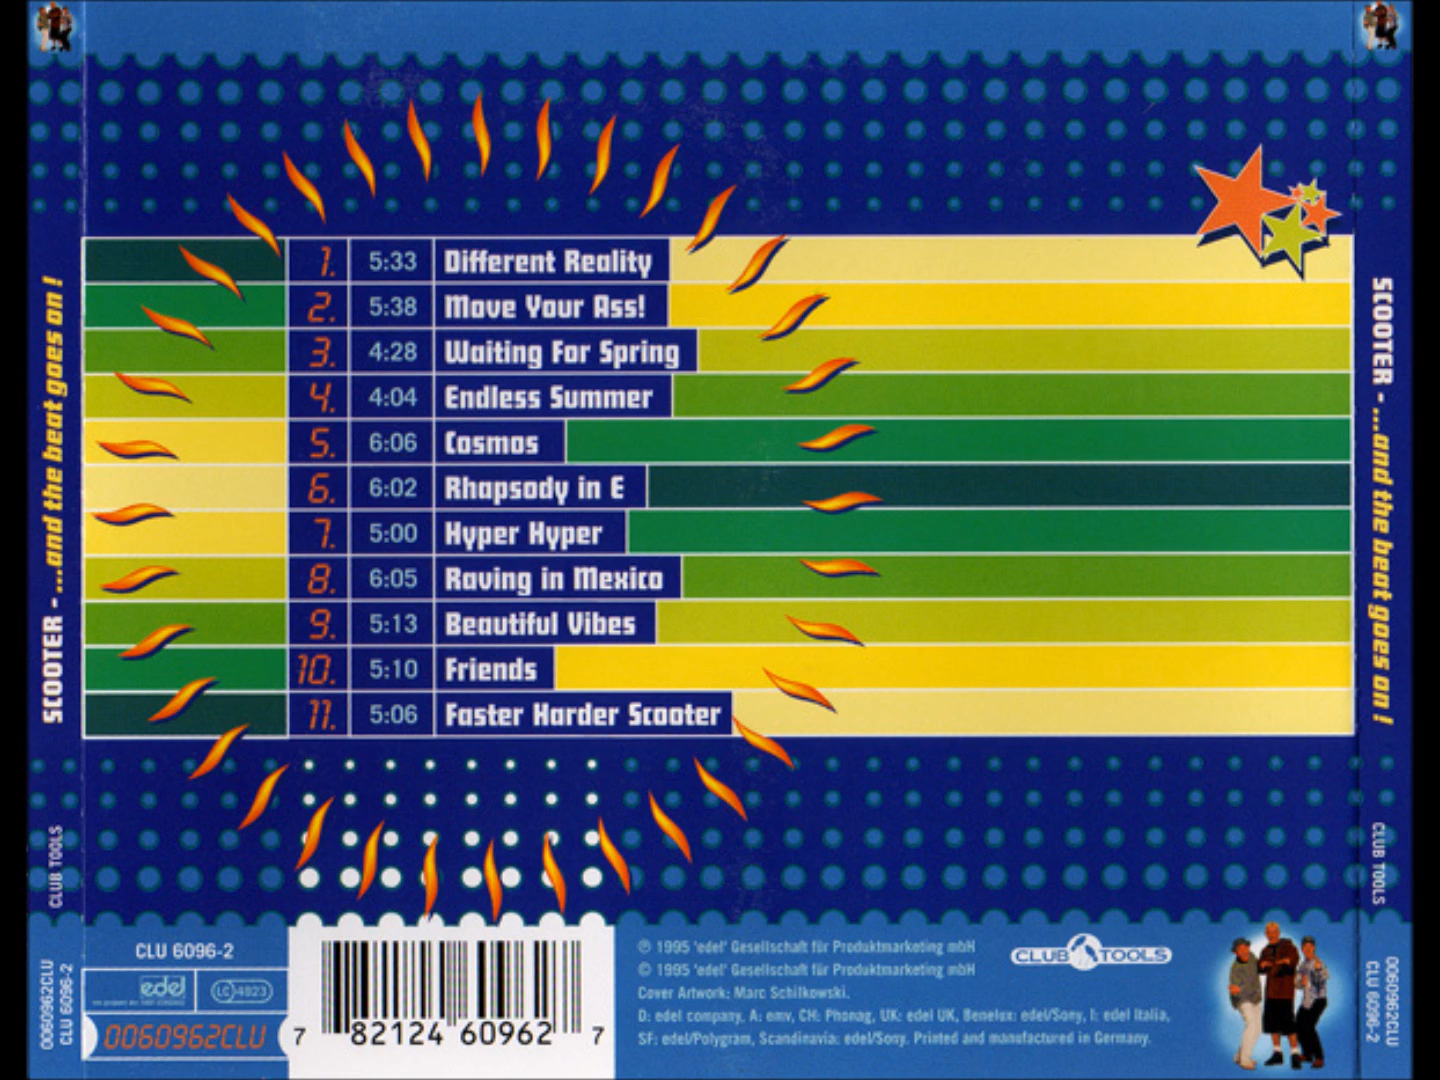 SCOOTER - ...and the beat goes on!
CLUB TOOLS
0060962CLU
CLU 6096-2
1. 5:33 Different Reality
2. 5:38 Move Your Ass!
3. 4:28 Waiting For Spring
4. 4:04 Endless Summer
5. 6:06 Cosmos
6. 6:02 Rhapsody in E
7. 5:00 Hyper Hyper
8. 6:05 Raving in Mexico
9. 5:13 Beautiful Vibes
10. 5:10 Friends
11. 5:06 Faster Harder Scooter
CLU 6096-2
edel
LC 4823
0060962CLU
7 82124 60962 7
℗ 1995 'edel' Gesellschaft für Produktmarketing mbH
© 1995 'edel' Gesellschaft für Produktmarketing mbH
Cover Artwork: Marc Schilkowski.
D: edel company, A: emv, CH: Phonag, UK: edel UK, Benelux: edel/Sony, I: edel Italia,
SF: edel/Polygram, Scandinavia: edel/Sony. Printed and manufactured in Germany.
CLUB TOOLS
SCOOTER - ...and the beat goes on!
CLUB TOOLS
0060962CLU
CLU 6096-2